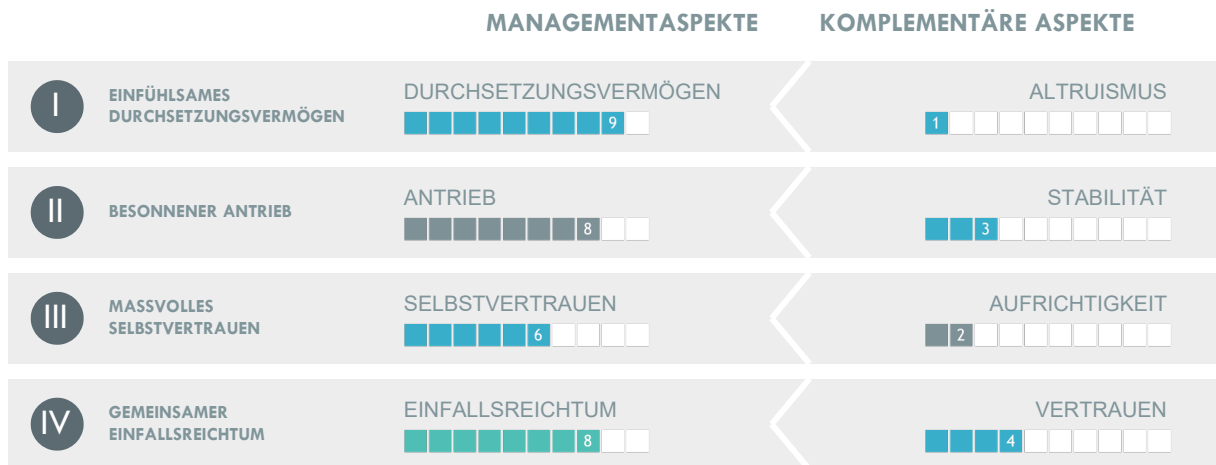 MANAGEMENTASPEKTE KOMPLEMENTÄRE ASPEKTE
I
EINFÜHLSAMES
DURCHSETZUNGSVERMÖGEN
DURCHSETZUNGSVERMÖGEN
9
ALTRUISMUS
1
II
BESONNENER ANTRIEB
ANTRIEB
8
STABILITÄT
3
III
MASSVOLLES
SELBSTVERTRAUEN
SELBSTVERTRAUEN
6
AUFRICHTIGKEIT
2
IV
GEMEINSAMER
EINFALLSREICHTUM
EINFALLSREICHTUM
8
VERTRAUEN
4